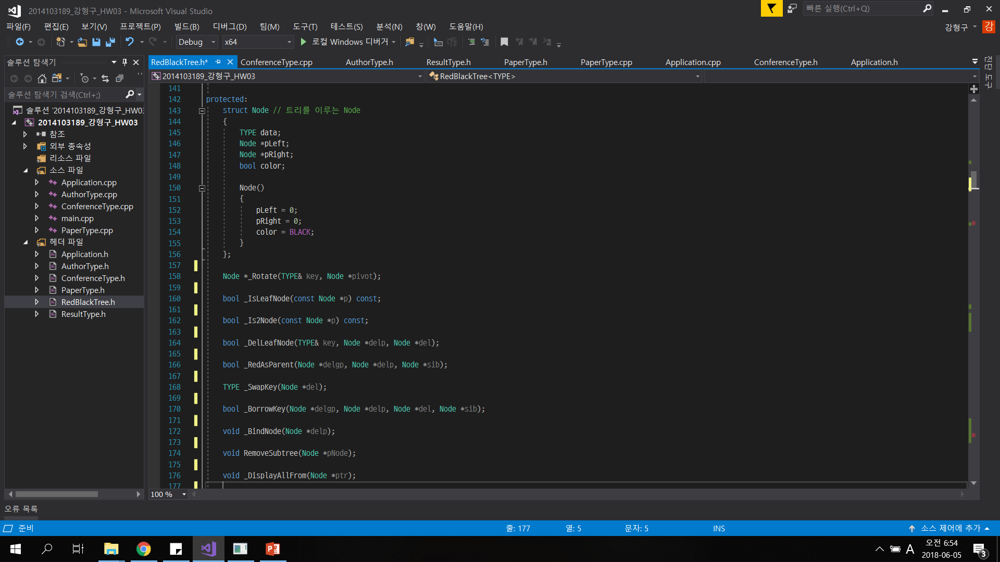 2014103189_강형구_HW03 - Microsoft Visual Studio
빠른 실행(Ctrl+Q)
파일(F) 편집(E) 보기(V) 프로젝트(P) 빌드(B) 디버그(D) 팀(M) 도구(T) 테스트(S) 분석(N) 창(W) 도움말(H)
강형구 강
Debug x64 로컬 Windows 디버거
솔루션 탐색기
RedBlackTree.h* ConferenceType.cpp AuthorType.h ResultType.h PaperType.h PaperType.cpp Application.cpp ConferenceType.h Application.h
진단 도구
2014103189_강형구_HW03 RedBlackTree<TYPE>
솔루션 탐색기 검색(Ctrl+;)
솔루션 '2014103189_강형구_HW03
2014103189_강형구_HW03
참조
외부 종속성
리소스 파일
소스 파일
Application.cpp
AuthorType.cpp
ConferenceType.cpp
main.cpp
PaperType.cpp
헤더 파일
Application.h
AuthorType.h
ConferenceType.h
PaperType.h
RedBlackTree.h
ResultType.h
141
142 protected:
143 struct Node // 트리를 이루는 Node
144 {
145 TYPE data;
146 Node *pLeft;
147 Node *pRight;
148 bool color;
149
150 Node()
151 {
152 pLeft = 0;
153 pRight = 0;
154 color = BLACK;
155 }
156 };
157
158 Node *_Rotate(TYPE& key, Node *pivot);
159
160 bool _IsLeafNode(const Node *p) const;
161
162 bool _Is2Node(const Node *p) const;
163
164 bool _DelLeafNode(TYPE& key, Node *delp, Node *del);
165
166 bool _RedAsParent(Node *delgp, Node *delp, Node *sib);
167
168 TYPE _SwapKey(Node *del);
169
170 bool _BorrowKey(Node *delgp, Node *delp, Node *del, Node *sib);
171
172 void _BindNode(Node *delp);
173
174 void RemoveSubtree(Node *pNode);
175
176 void _DisplayAllFrom(Node *ptr);
177
100 %
오류 목록
준비 줄: 177 열: 5 문자: 5 INS 소스 제어에 추가
A 오전 6:54
2018-06-05 3